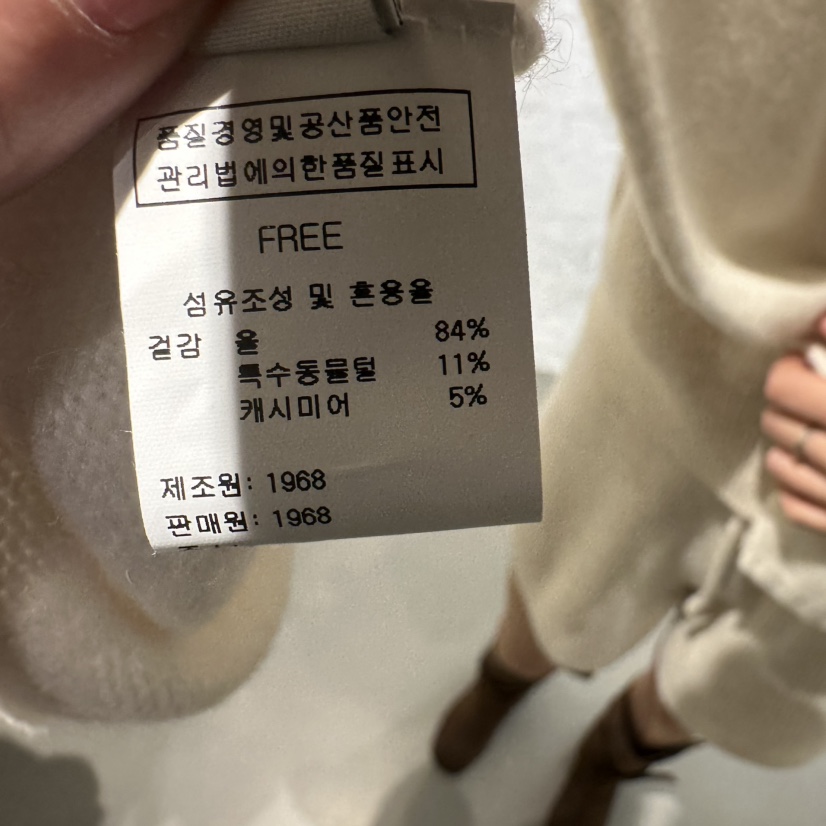 품질경영및공산품안전
관리법에의한품질표시
FREE
섬유조성 및 혼용율
겉감 울 84%
특수동물털 11%
캐시미어 5%
제조원: 1968
판매원: 1968